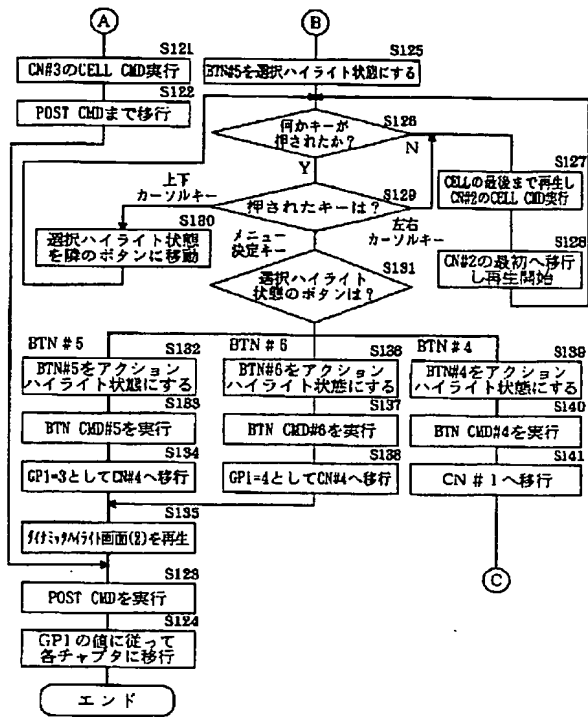 A
S121
CN#3のCELL CMD実行
S122
POST CMDまで移行
B
S125
BTN#5を選択ハイライト状態にする
S126
何かキーが
押されたか?
N
Y
S127
CELLの最後まで再生し
CN#2のCELL CMD実行
S128
CN#2の最初へ移行
し再生開始
S129
押されたキーは?
上下
カーソルキー
左右
カーソルキー
メニュー
決定キー
S130
選択ハイライト状態
を隣のボタンに移動
S131
選択ハイライト
状態のボタンは?
BTN#5
S132
BTN#5をアクション
ハイライト状態にする
S133
BTN CMD#5を実行
S134
GP1=3としてCN#4へ移行
S135
ダイナミックハイライト画面(2)を再生
BTN#6
S136
BTN#6をアクション
ハイライト状態にする
S137
BTN CMD#6を実行
S138
GP1=4としてCN#4へ移行
BTN#4
S139
BTN#4をアクション
ハイライト状態にする
S140
BTN CMD#4を実行
S141
CN#1へ移行
C
S123
POST CMDを実行
S124
GP1の値に従って
各チャプタに移行
エンド